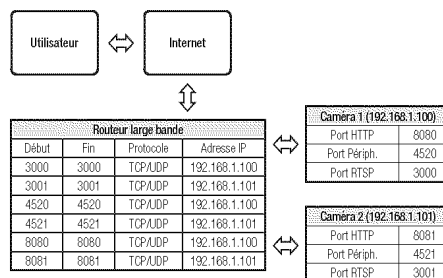 Utilisateur
Internet
Routeur large bande
Début Fin Protocole Adresse IP
3000 3000 TCP/UDP 192.168.1.100
3001 3001 TCP/UDP 192.168.1.101
4520 4520 TCP/UDP 192.168.1.100
4521 4521 TCP/UDP 192.168.1.101
8080 8080 TCP/UDP 192.168.1.100
8081 8081 TCP/UDP 192.168.1.101
Caméra 1 (192.168.1.100)
Port HTTP 8080
Port Périph. 4520
Port RTSP 3000
Caméra 2 (192.168.1.101)
Port HTTP 8081
Port Périph. 4521
Port RTSP 3001